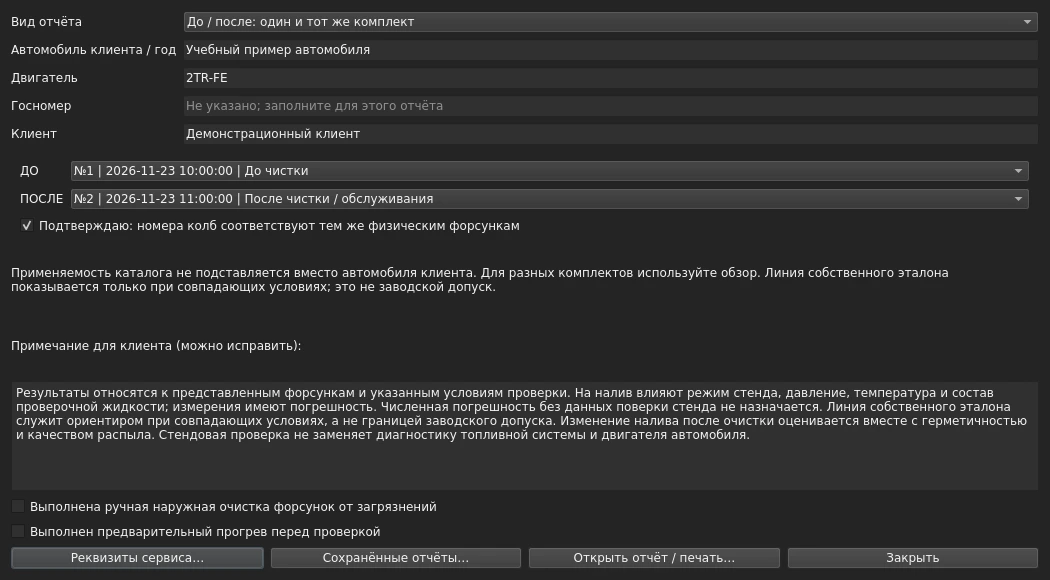 Вид отчёта До / после: один и тот же комплект
Автомобиль клиента / год Учебный пример автомобиля
Двигатель 2TR-FE
Госномер Не указано; заполните для этого отчёта
Клиент Демонстрационный клиент
ДО №1 | 2026-11-23 10:00:00 | До чистки
ПОСЛЕ №2 | 2026-11-23 11:00:00 | После чистки / обслуживания
Подтверждаю: номера колб соответствуют тем же физическим форсункам
Применяемость каталога не подставляется вместо автомобиля клиента. Для разных комплектов используйте обзор. Линия собственного эталона
показывается только при совпадающих условиях; это не заводской допуск.
Примечание для клиента (можно исправить):
Результаты относятся к представленным форсункам и указанным условиям проверки. На налив влияют режим стенда, давление, температура и состав
проверочной жидкости; измерения имеют погрешность. Численная погрешность без данных поверки стенда не назначается. Линия собственного эталона
служит ориентиром при совпадающих условиях, а не границей заводского допуска. Изменение налива после очистки оценивается вместе с герметичностью
и качеством распыла. Стендовая проверка не заменяет диагностику топливной системы и двигателя автомобиля.
Выполнена ручная наружная очистка форсунок от загрязнений
Выполнен предварительный прогрев перед проверкой
Реквизиты сервиса... Сохранённые отчёты... Открыть отчёт / печать... Закрыть